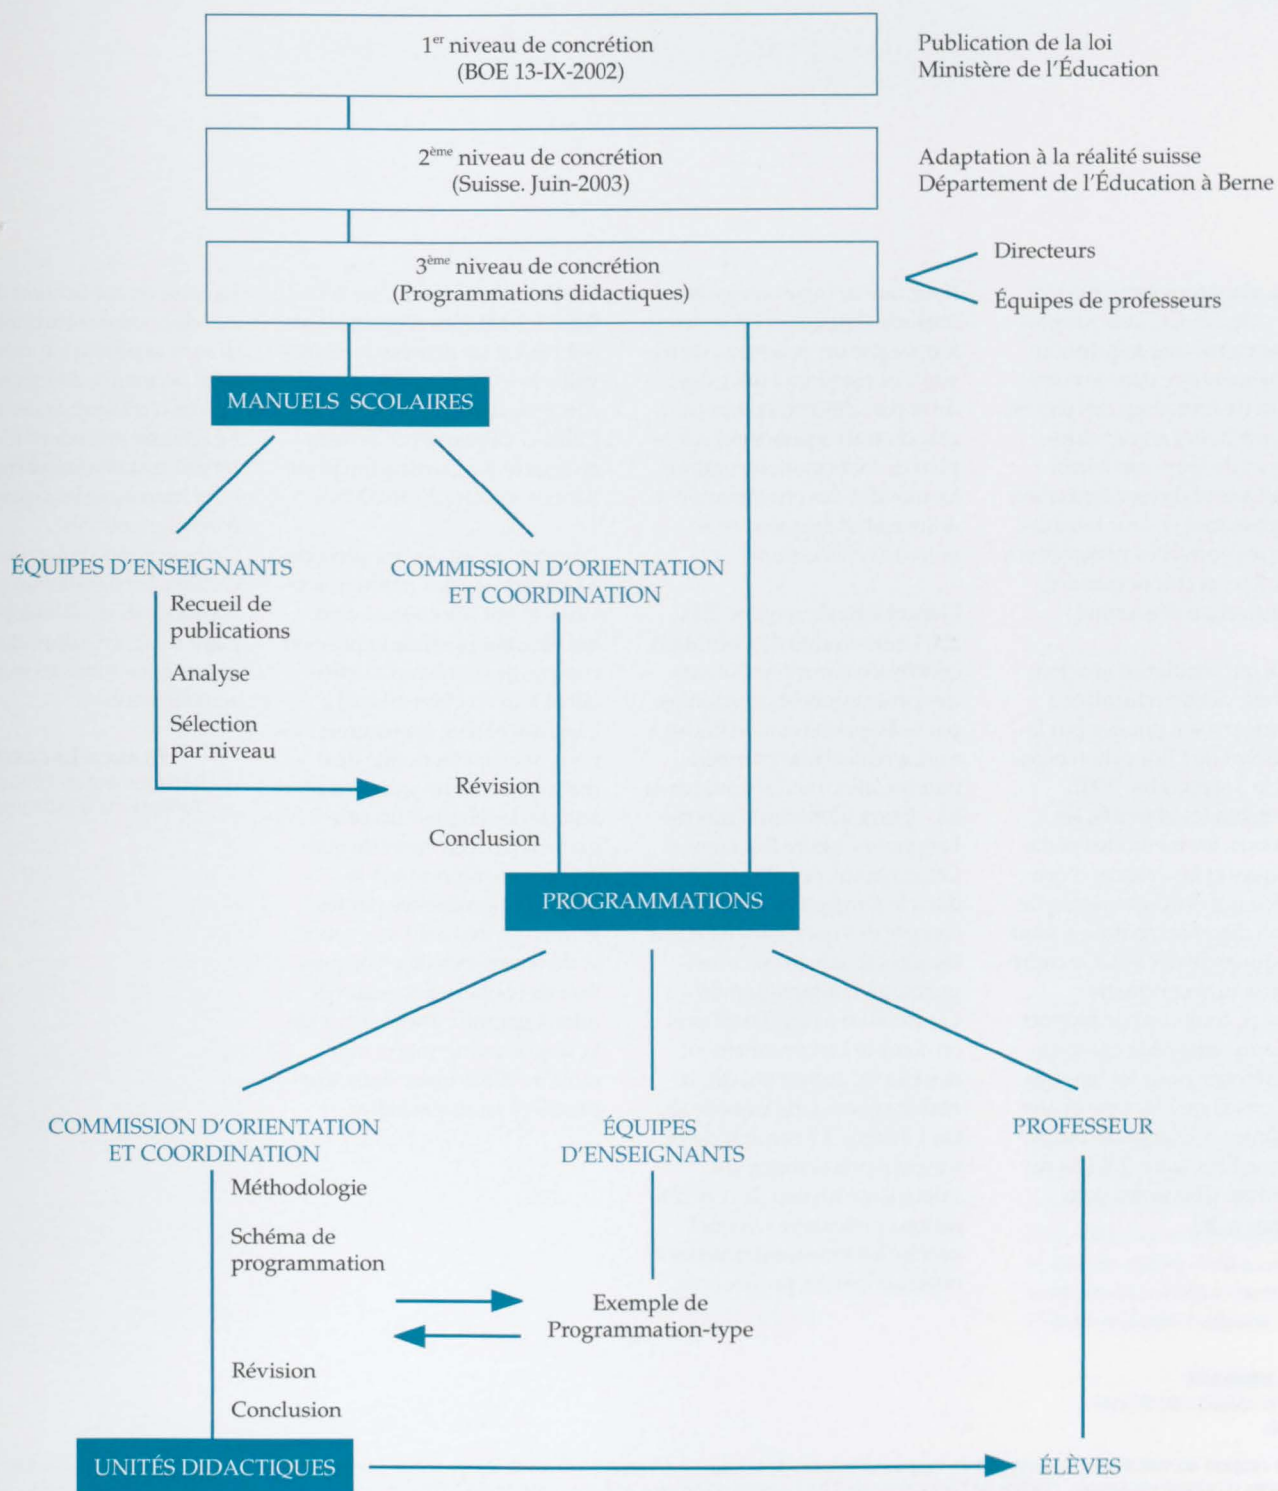 1er niveau de concrétion
(BOE 13-IX-2002)
Publication de la loi
Ministère de l'Éducation
2ème niveau de concrétion
(Suisse. Juin-2003)
Adaptation à la réalité suisse
Département de l'Éducation à Berne
3ème niveau de concrétion
(Programmations didactiques)
Directeurs
Équipes de professeurs
MANUELS SCOLAIRES
ÉQUIPES D'ENSEIGNANTS
Recueil de
publications
Analyse
Sélection
par niveau
COMMISSION D'ORIENTATION
ET COORDINATION
Révision
Conclusion
PROGRAMMATIONS
COMMISSION D'ORIENTATION
ET COORDINATION
Méthodologie
Schéma de
programmation
Révision
Conclusion
ÉQUIPES
D'ENSEIGNANTS
Exemple de
Programmation-type
PROFESSEUR
UNITÉS DIDACTIQUES
ÉLÈVES